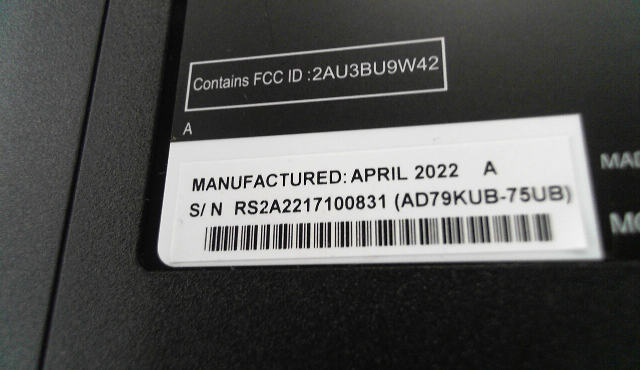 Contains FCC ID :2AU3BU9W42
A
MANUFACTURED: APRIL 2022 A
S/N RS2A2217100831 (AD79KUB-75UB)